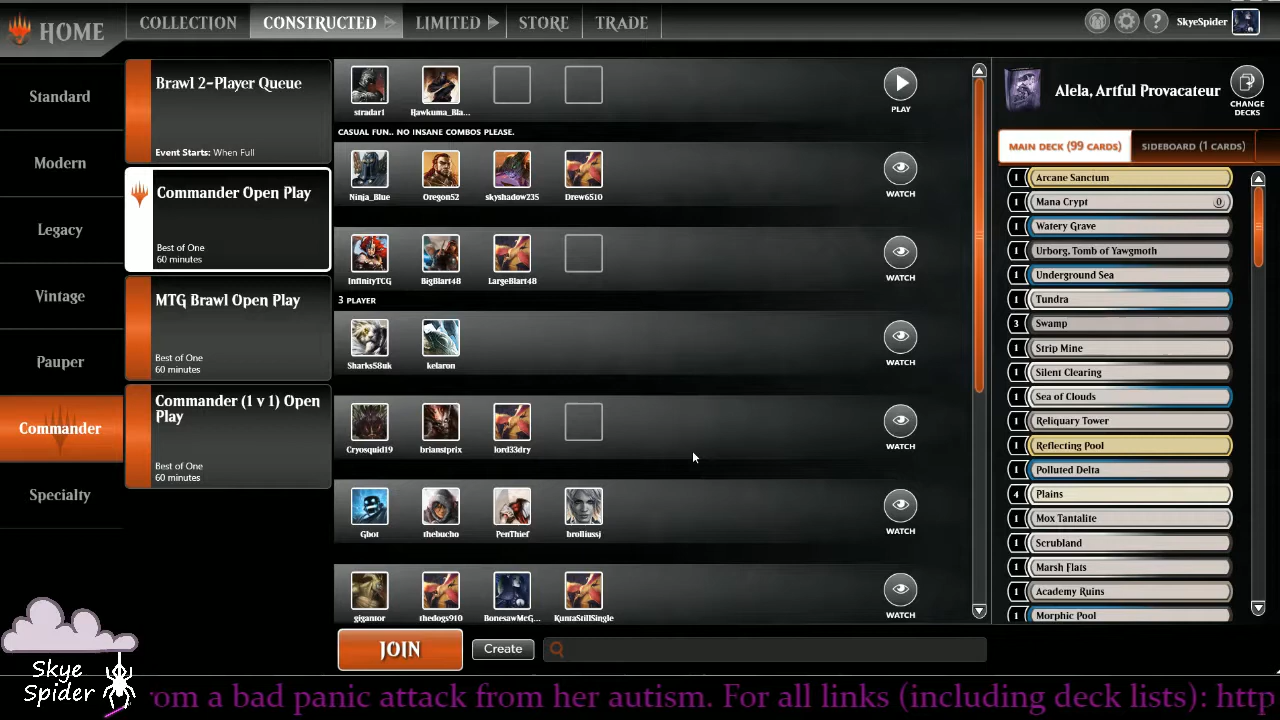 HOME
COLLECTION
CONSTRUCTED
LIMITED
STORE
TRADE
SkyeSpider
Standard
Modern
Legacy
Vintage
Pauper
Commander
Specialty
Brawl 2-Player Queue
Event Starts: When Full
Commander Open Play
Best of One
60 minutes
MTG Brawl Open Play
Best of One
60 minutes
Commander (1 v 1) Open
Play
Best of One
60 minutes
stradar1
Hawkuma_Bla...
PLAY
CASUAL FUN.. NO INSANE COMBOS PLEASE.
Ninja_Blue
Oregon52
skyshadow235
Drew6510
WATCH
InfinityTCG
BigBlart48
LargeBlart48
WATCH
3 PLAYER
Sharks58uk
kelaron
WATCH
Cryosquid19
brianstprix
lord33dry
WATCH
Gbot
thebucho
PenThief
brolliussj
WATCH
gigantor
thedogs910
BonesawMcG...
KuntaStillSingle
WATCH
JOIN
Create
Alela, Artful Provacateur
CHANGE
DECKS
MAIN DECK (99 CARDS)
SIDEBOARD (1 CARDS)
1 Arcane Sanctum
1 Mana Crypt 0
1 Watery Grave
1 Urborg, Tomb of Yawgmoth
1 Underground Sea
1 Tundra
3 Swamp
1 Strip Mine
1 Silent Clearing
1 Sea of Clouds
1 Reliquary Tower
1 Reflecting Pool
1 Polluted Delta
4 Plains
1 Mox Tantalite
1 Scrubland
1 Marsh Flats
1 Academy Ruins
1 Morphic Pool
Skye
Spider
rom a bad panic attack from her autism. For all links (including deck lists): http